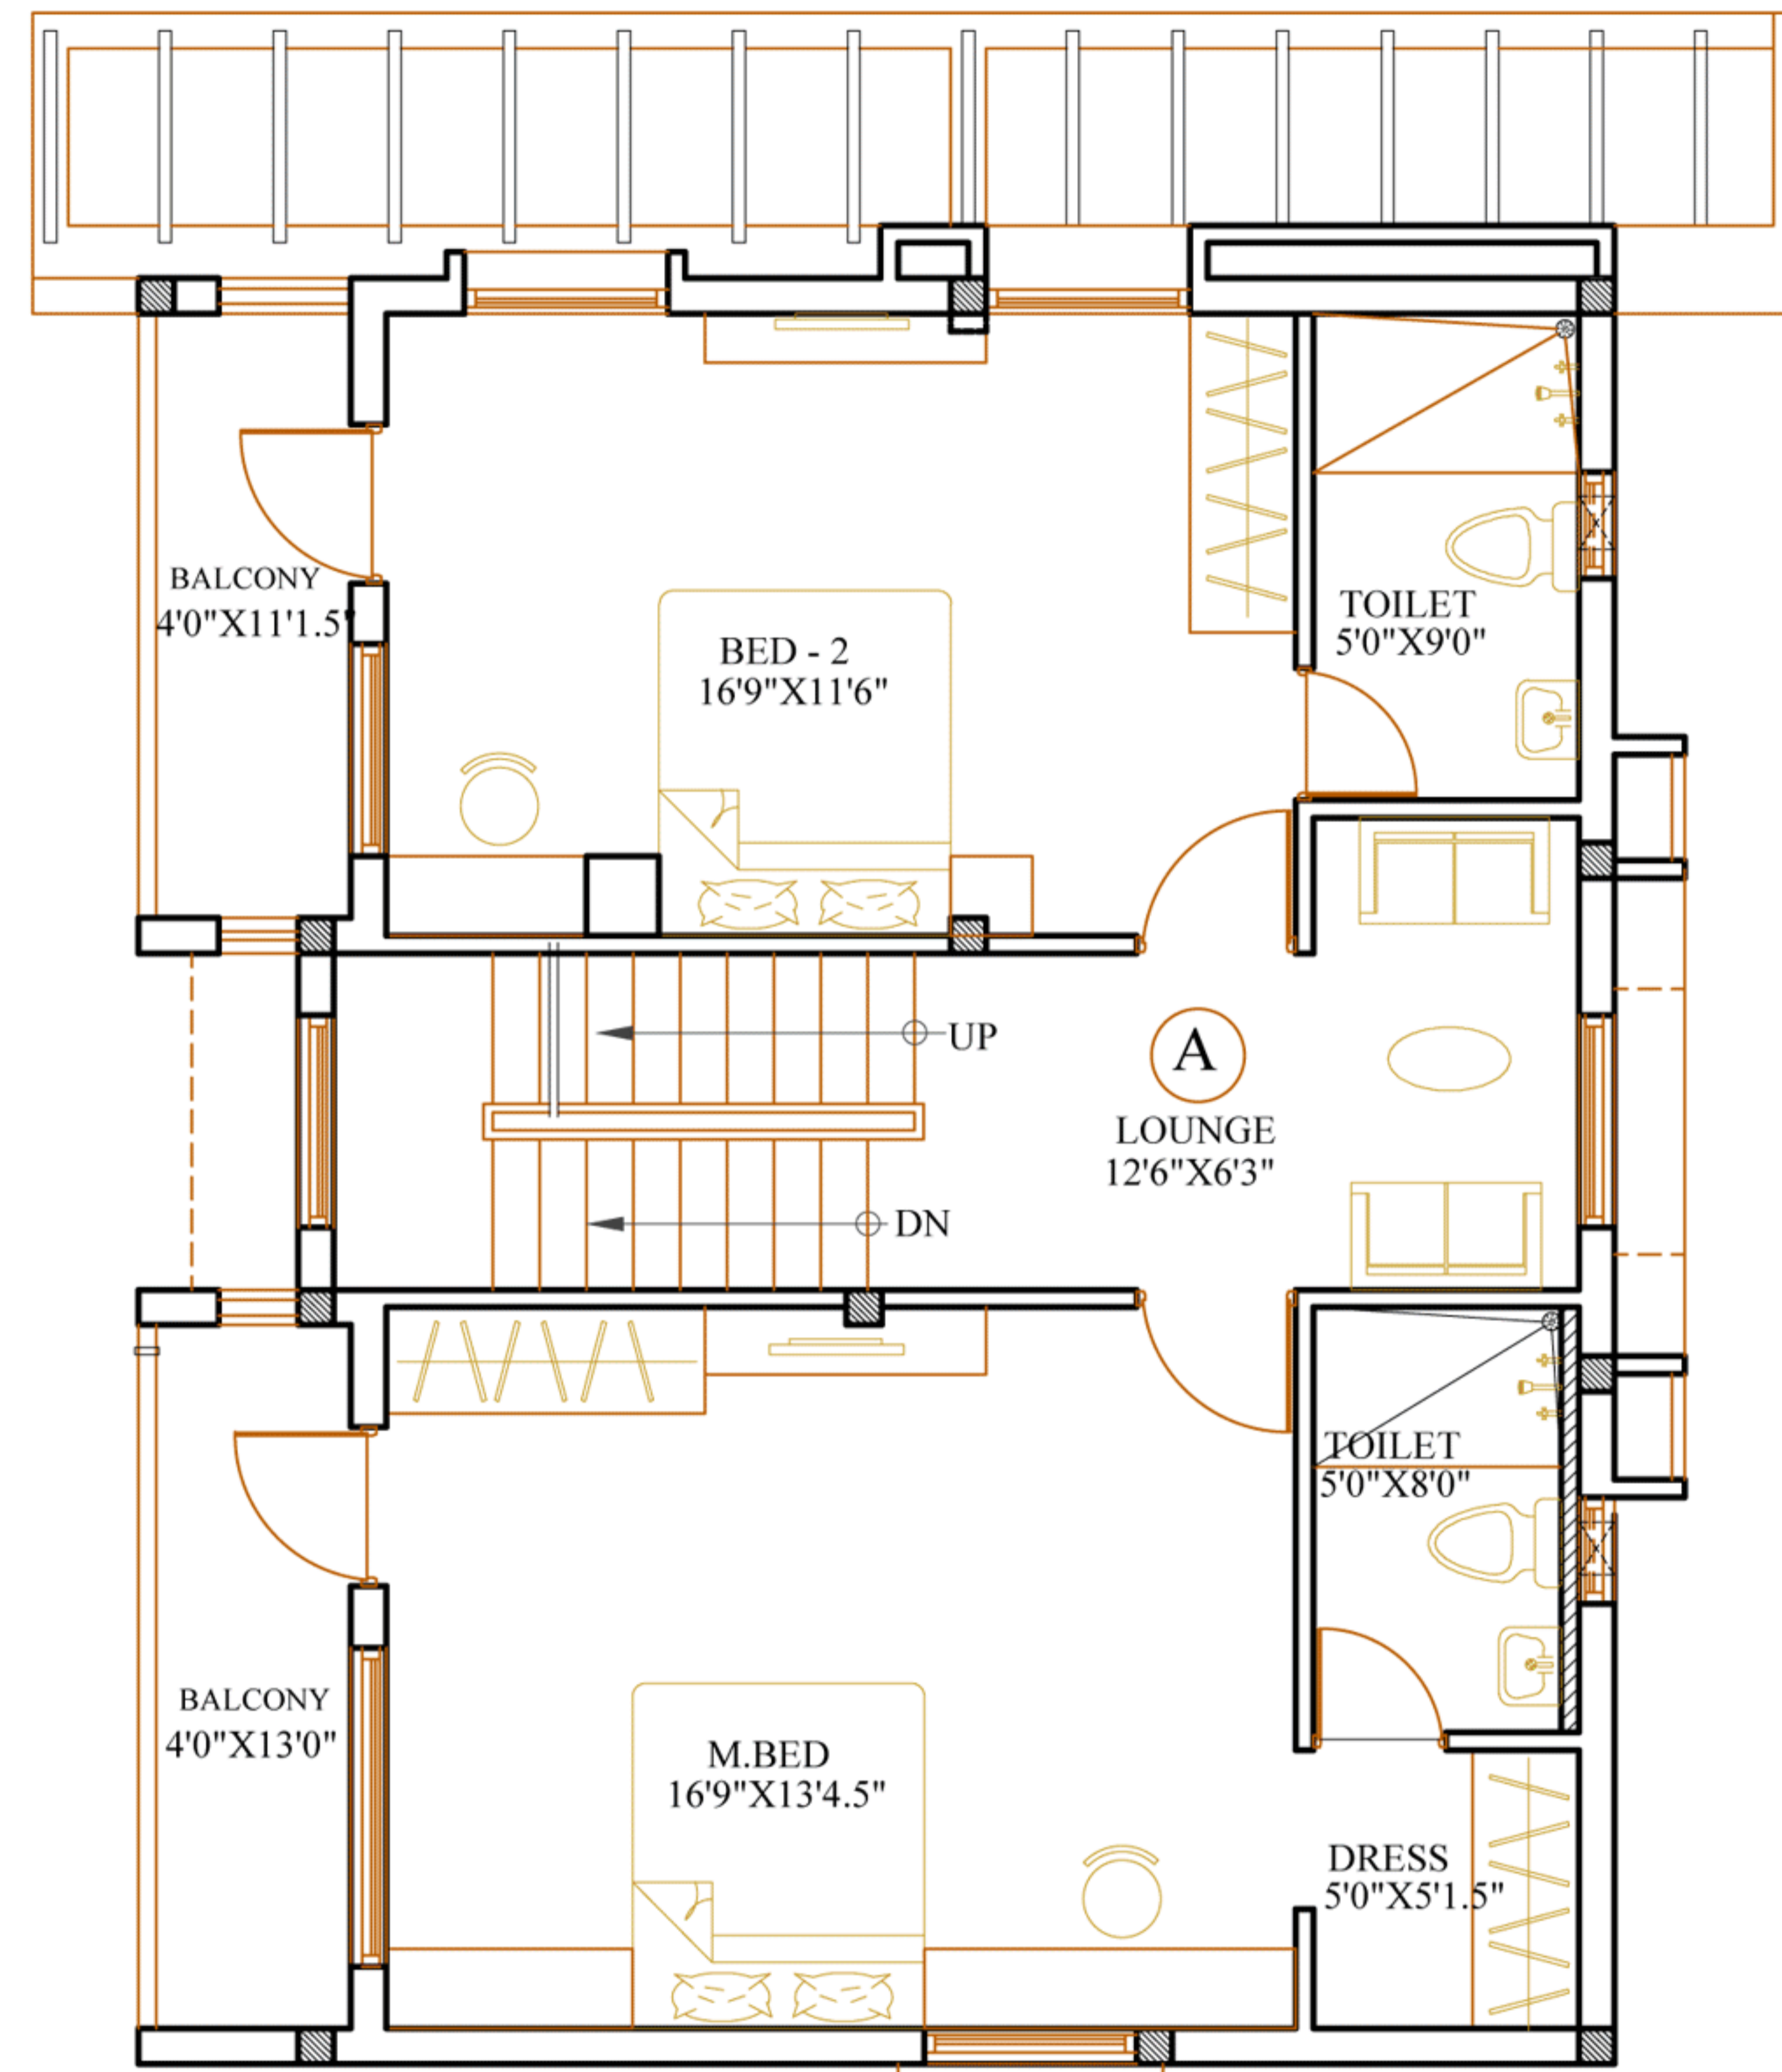 BALCONY
4'0"X11'1.5"
BED - 2
16'9"X11'6"
TOILET
5'0"X9'0"
UP
A
LOUNGE
12'6"X6'3"
DN
TOILET
5'0"X8'0"
BALCONY
4'0"X13'0"
M.BED
16'9"X13'4.5"
DRESS
5'0"X5'1.5"